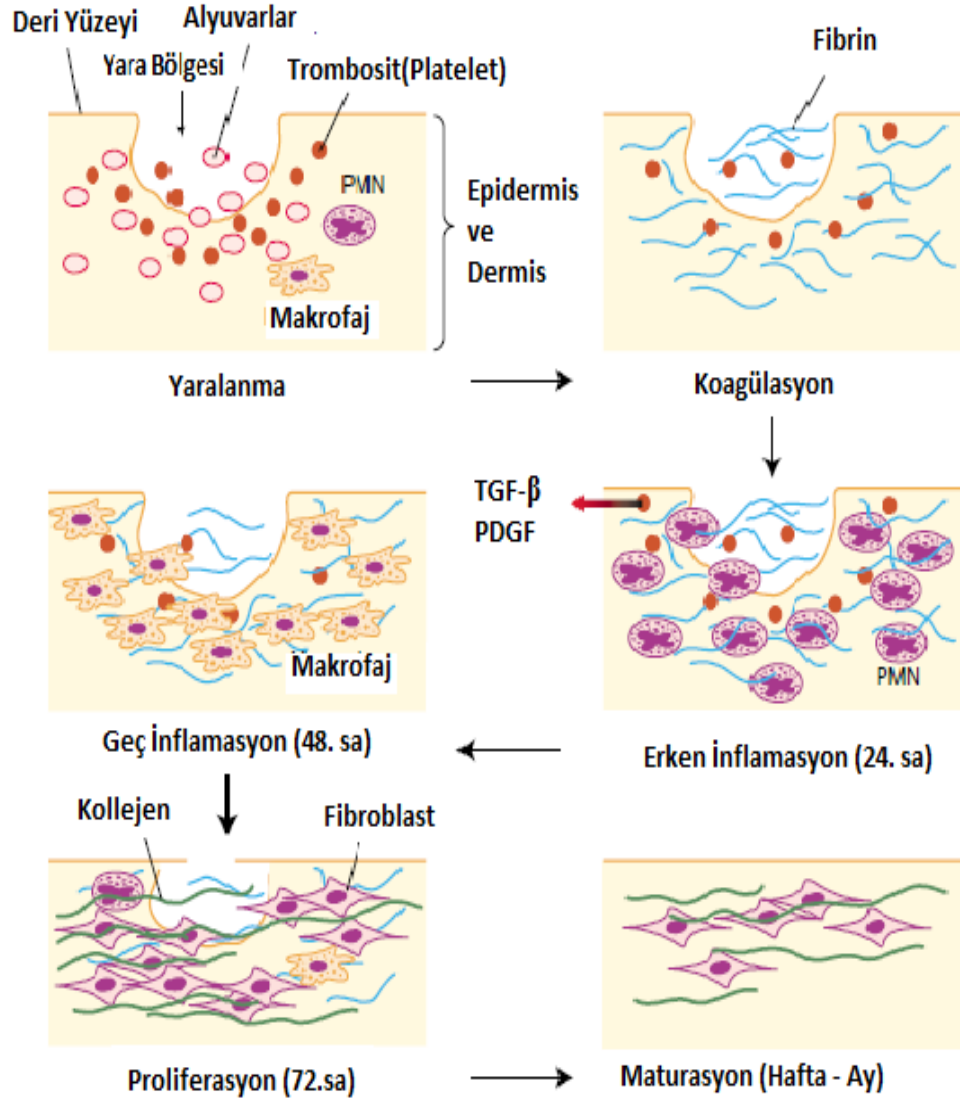 Deri Yüzeyi
Alyuvarlar
Yara Bölgesi
Trombosit(Platelet)
Fibrin
PMN
Makrofaj
Epidermis
ve
Dermis
Yaralanma
Koagülasyon
TGF-β
PDGF
Makrofaj
PMN
Geç İnflamasyon (48. sa)
Erken İnflamasyon (24. sa)
Kollejen
Fibroblast
Proliferasyon (72.sa)
Maturasyon (Hafta - Ay)